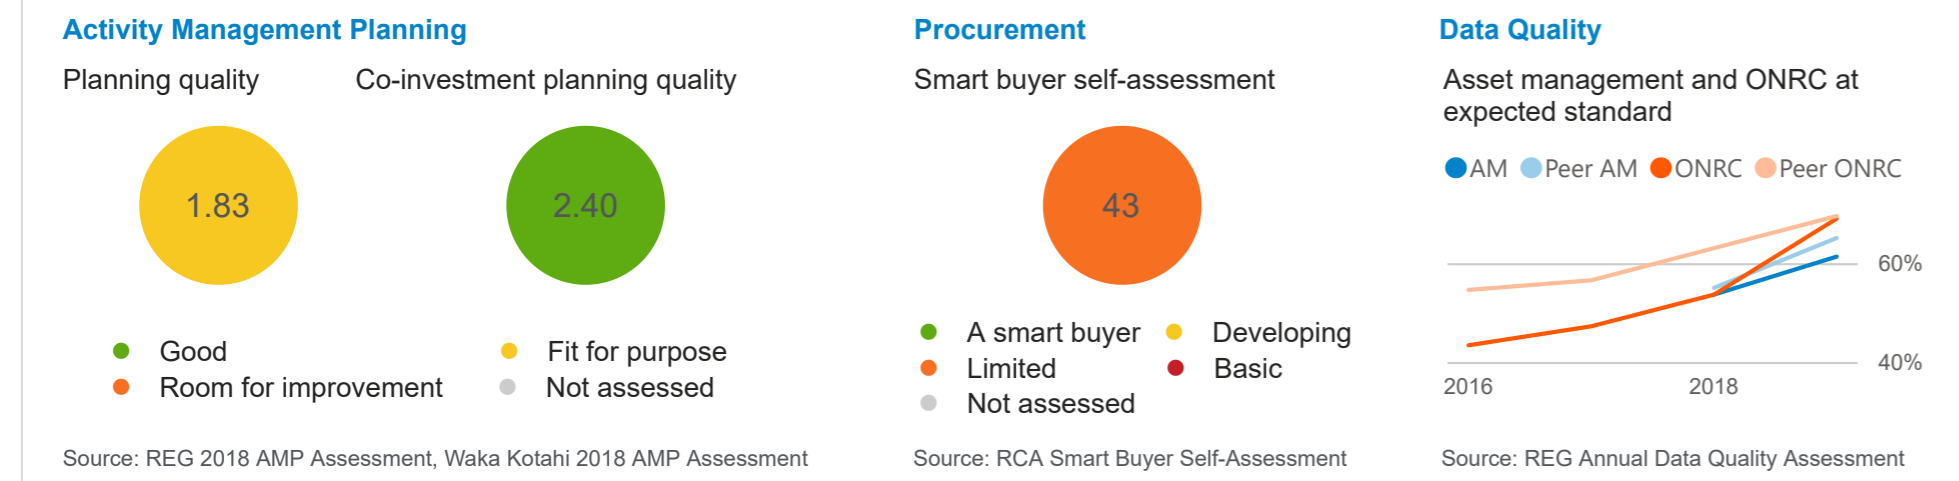 Activity Management Planning
Planning quality
Co-investment planning quality
1.83
2.40
Good
Fit for purpose
Room for improvement
Not assessed
Source: REG 2018 AMP Assessment, Waka Kotahi 2018 AMP Assessment
Procurement
Smart buyer self-assessment
43
A smart buyer
Developing
Limited
Basic
Not assessed
Source: RCA Smart Buyer Self-Assessment
Data Quality
Asset management and ONRC at
expected standard
AM Peer AM ONRC Peer ONRC
60%
40%
2016 2018
Source: REG Annual Data Quality Assessment